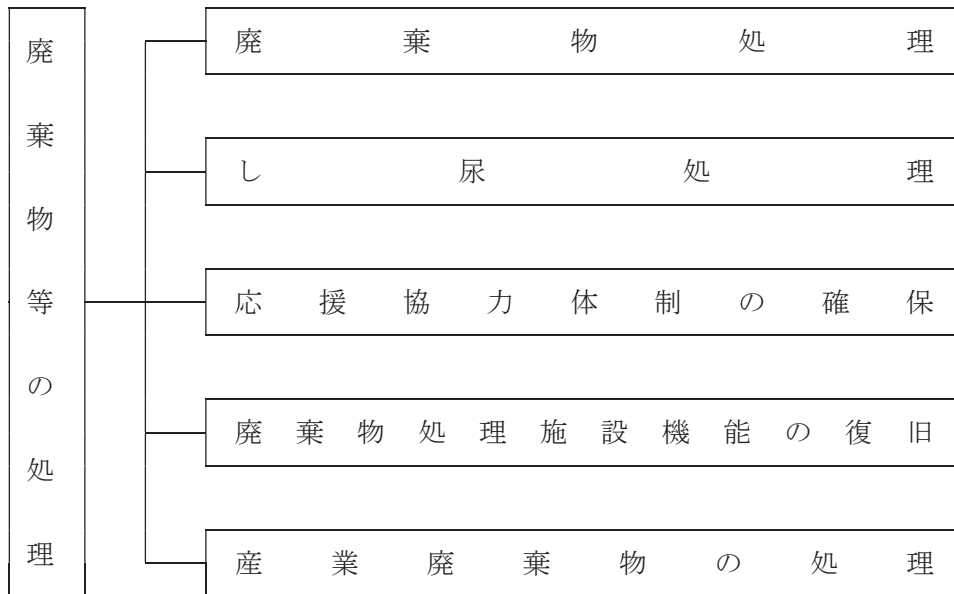 廃棄物等の処理
廃棄物処理
し尿処理
応援協力体制の確保
廃棄物処理施設機能の復旧
産業廃棄物の処理